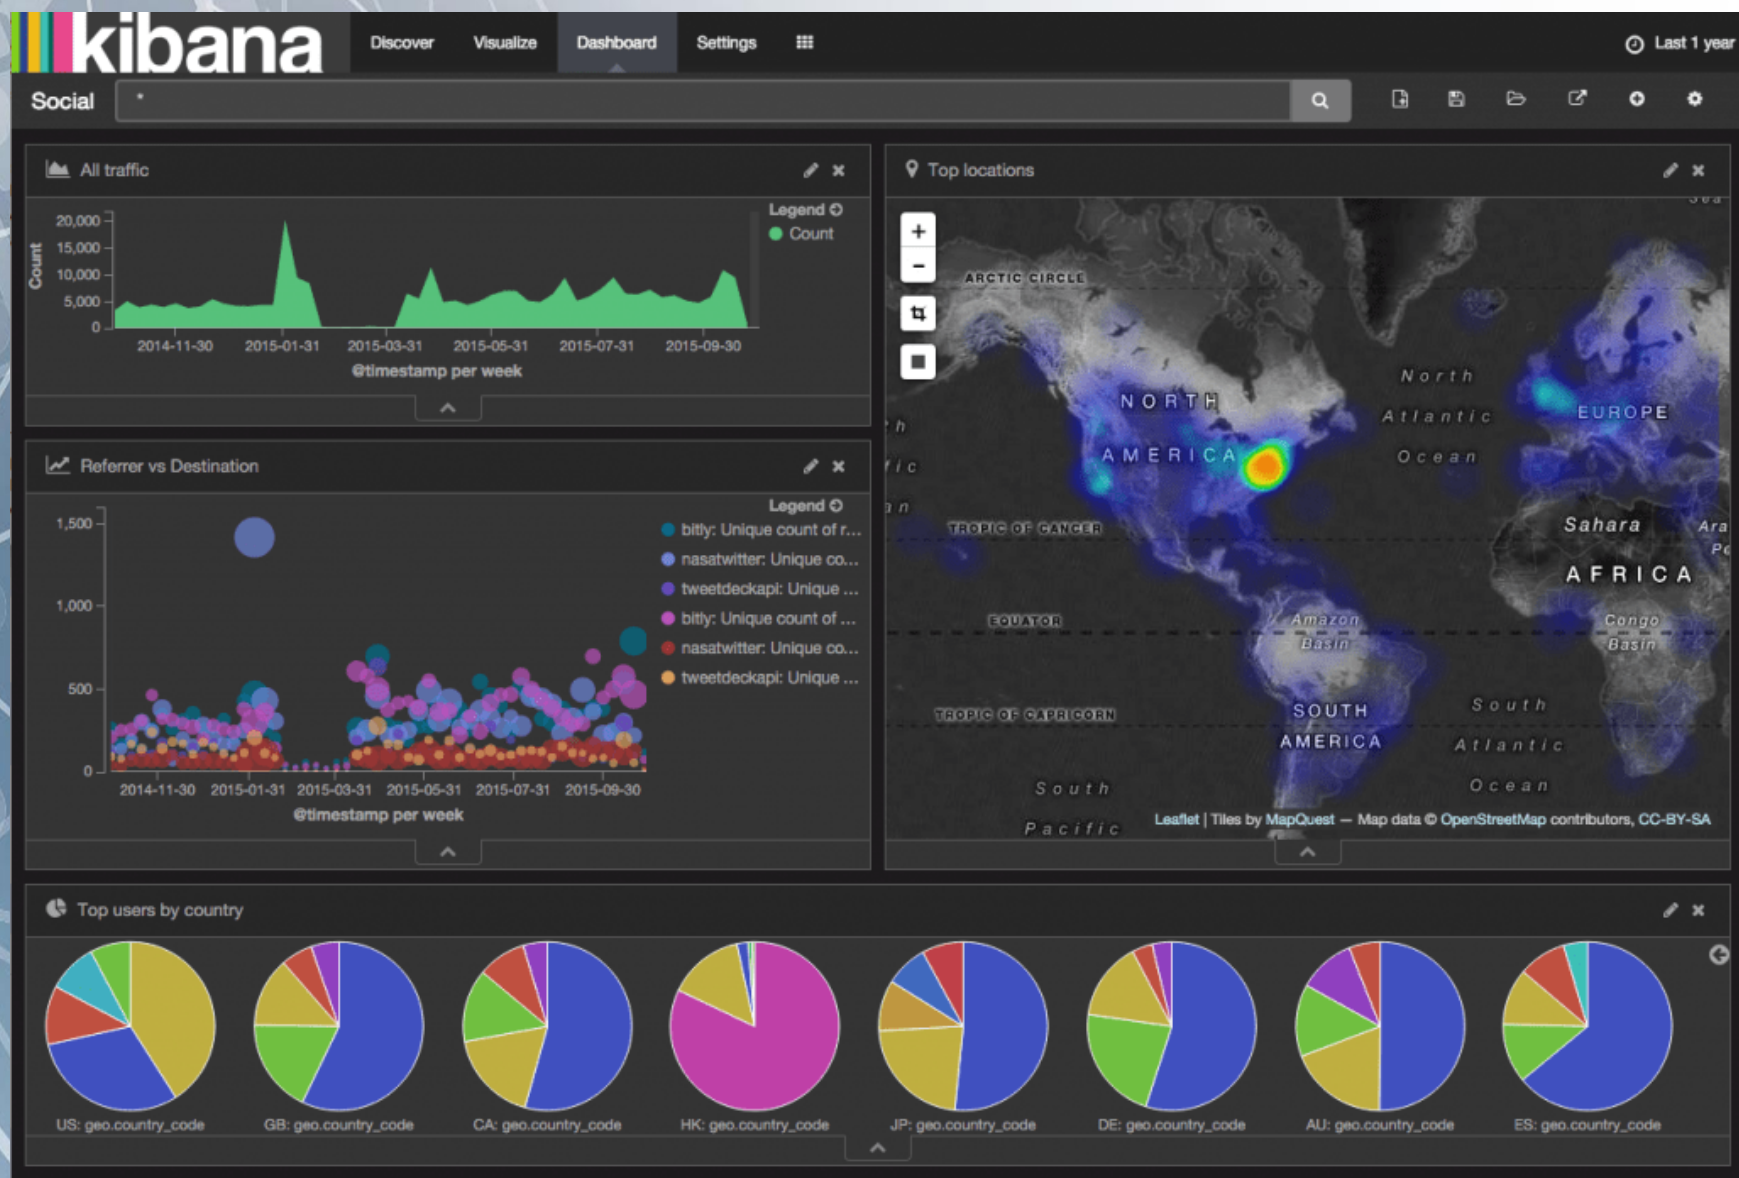 kibana
Discover Visualize Dashboard Settings
Last 1 year
Social *
All traffic
Legend
Count
20,000
15,000
10,000
5,000
0
Count
2014-11-30 2015-01-31 2015-03-31 2015-05-31 2015-07-31 2015-09-30
@timestamp per week
Referrer vs Destination
Legend
bitly: Unique count of r...
nasatwitter: Unique co...
tweetdeckapi: Unique ...
bitly: Unique count of ...
nasatwitter: Unique co...
tweetdeckapi: Unique ...
1,500
1,000
500
0
2014-11-30 2015-01-31 2015-03-31 2015-05-31 2015-07-31 2015-09-30
@timestamp per week
Top locations
+
−
ARCTIC CIRCLE
NORTH
AMERICA
North
Atlantic
Ocean
EUROPE
TROPIC OF CANCER
Sahara
AFRICA
EQUATOR
Amazon
Basin
Congo
Basin
TROPIC OF CAPRICORN
SOUTH
AMERICA
South
Atlantic
Ocean
South
Pacific
Leaflet | Tiles by MapQuest — Map data © OpenStreetMap contributors, CC-BY-SA
Top users by country
US: geo.country_code GB: geo.country_code CA: geo.country_code HK: geo.country_code JP: geo.country_code DE: geo.country_code AU: geo.country_code ES: geo.country_code